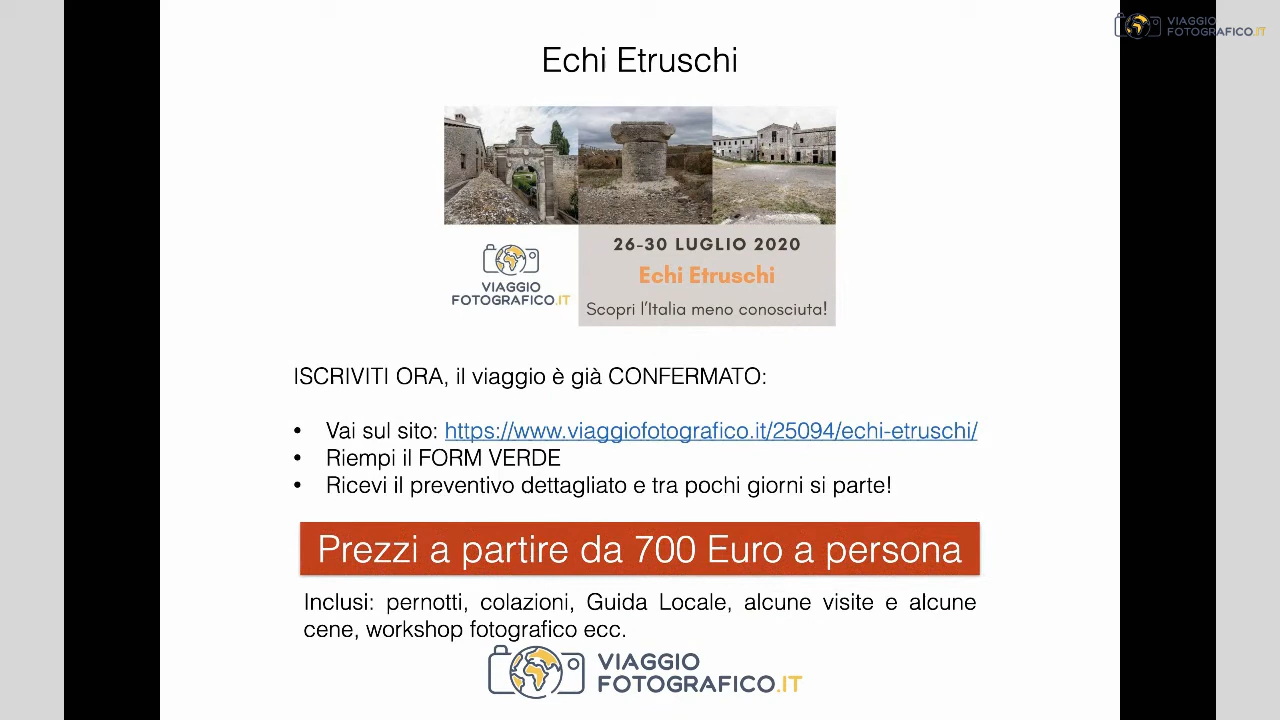 VIAGGIO
FOTOGRAFICO.IT
Echi Etruschi
26-30 LUGLIO 2020
Echi Etruschi
Scopri l'Italia meno conosciuta!
VIAGGIO
FOTOGRAFICO.IT
ISCRIVITI ORA, il viaggio è già CONFERMATO:
• Vai sul sito: https://www.viaggiofotografico.it/25094/echi-etruschi/
• Riempi il FORM VERDE
• Ricevi il preventivo dettagliato e tra pochi giorni si parte!
Prezzi a partire da 700 Euro a persona
Inclusi: pernotti, colazioni, Guida Locale, alcune visite e alcune
cene, workshop fotografico ecc.
VIAGGIO
FOTOGRAFICO.IT